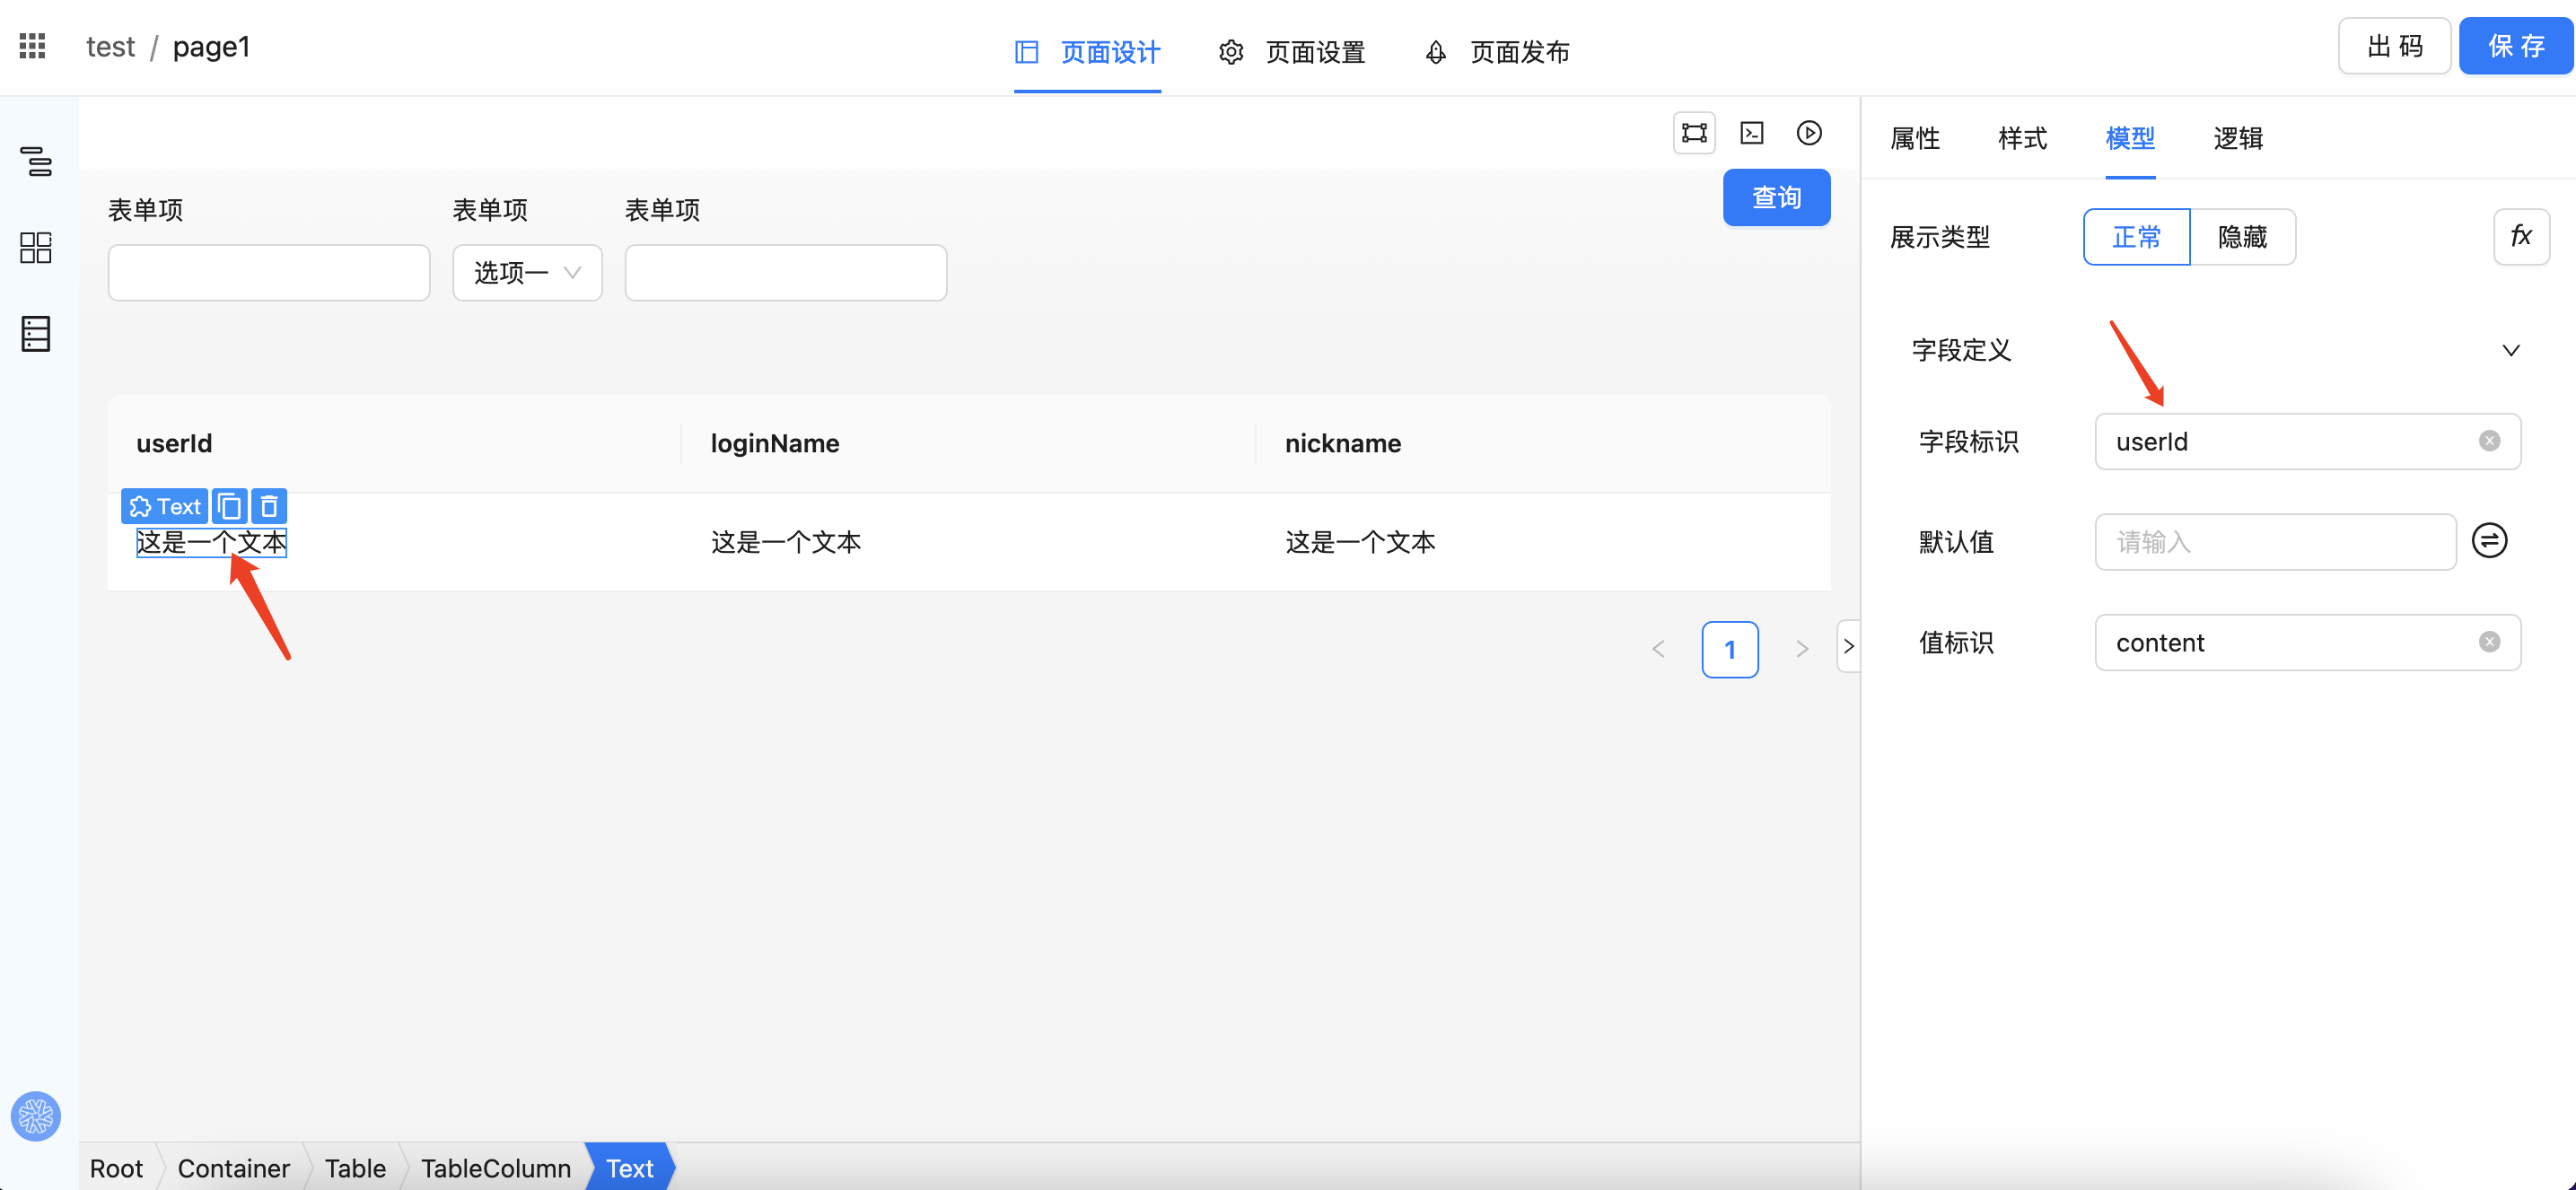 test / page1
页面设计
页面设置
页面发布
出 码
保 存
属性
样式
模型
逻辑
表单项
表单项
表单项
查询
选项一
展示类型
正常
隐藏
fx
字段定义
userId
loginName
nickname
字段标识
userId
Text
这是一个文本
这是一个文本
这是一个文本
默认值
请输入
值标识
content
1
Root
Container
Table
TableColumn
Text